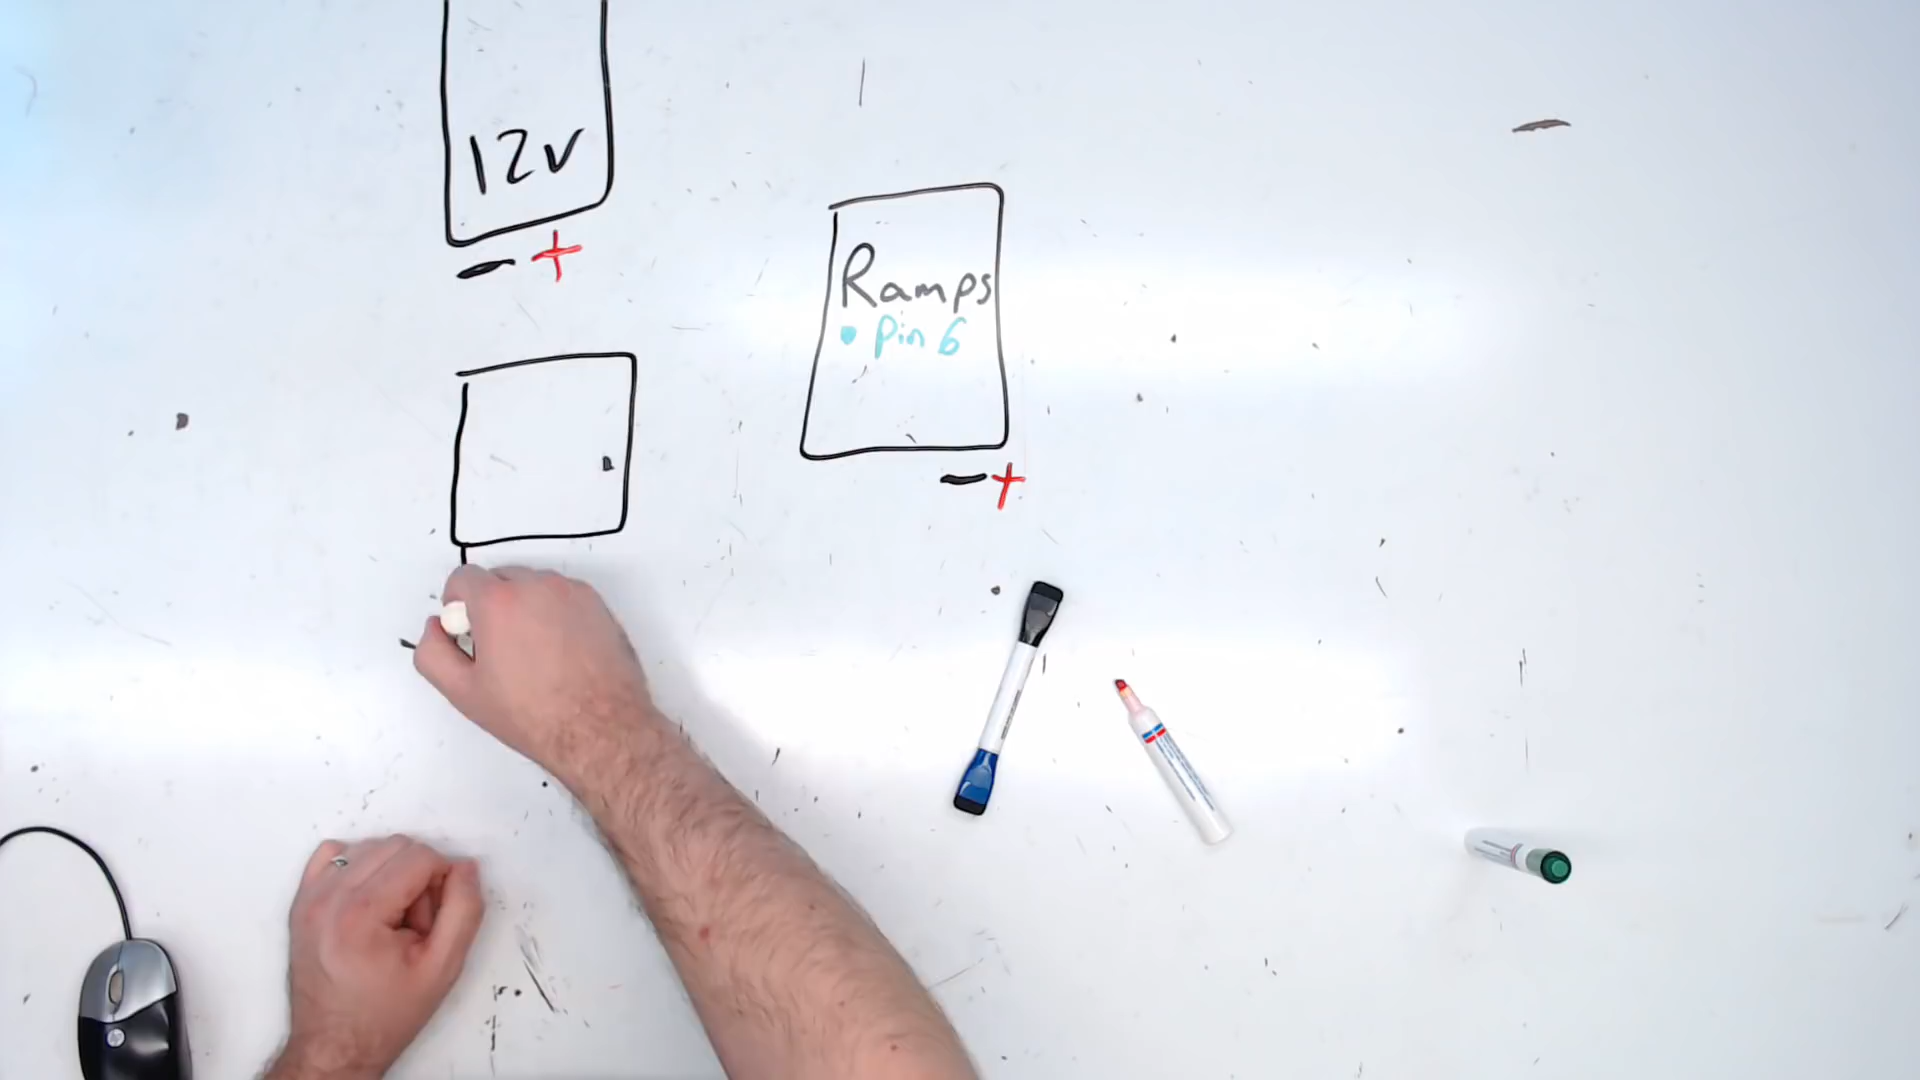 12v
- +
Ramps
• Pin 6
- +